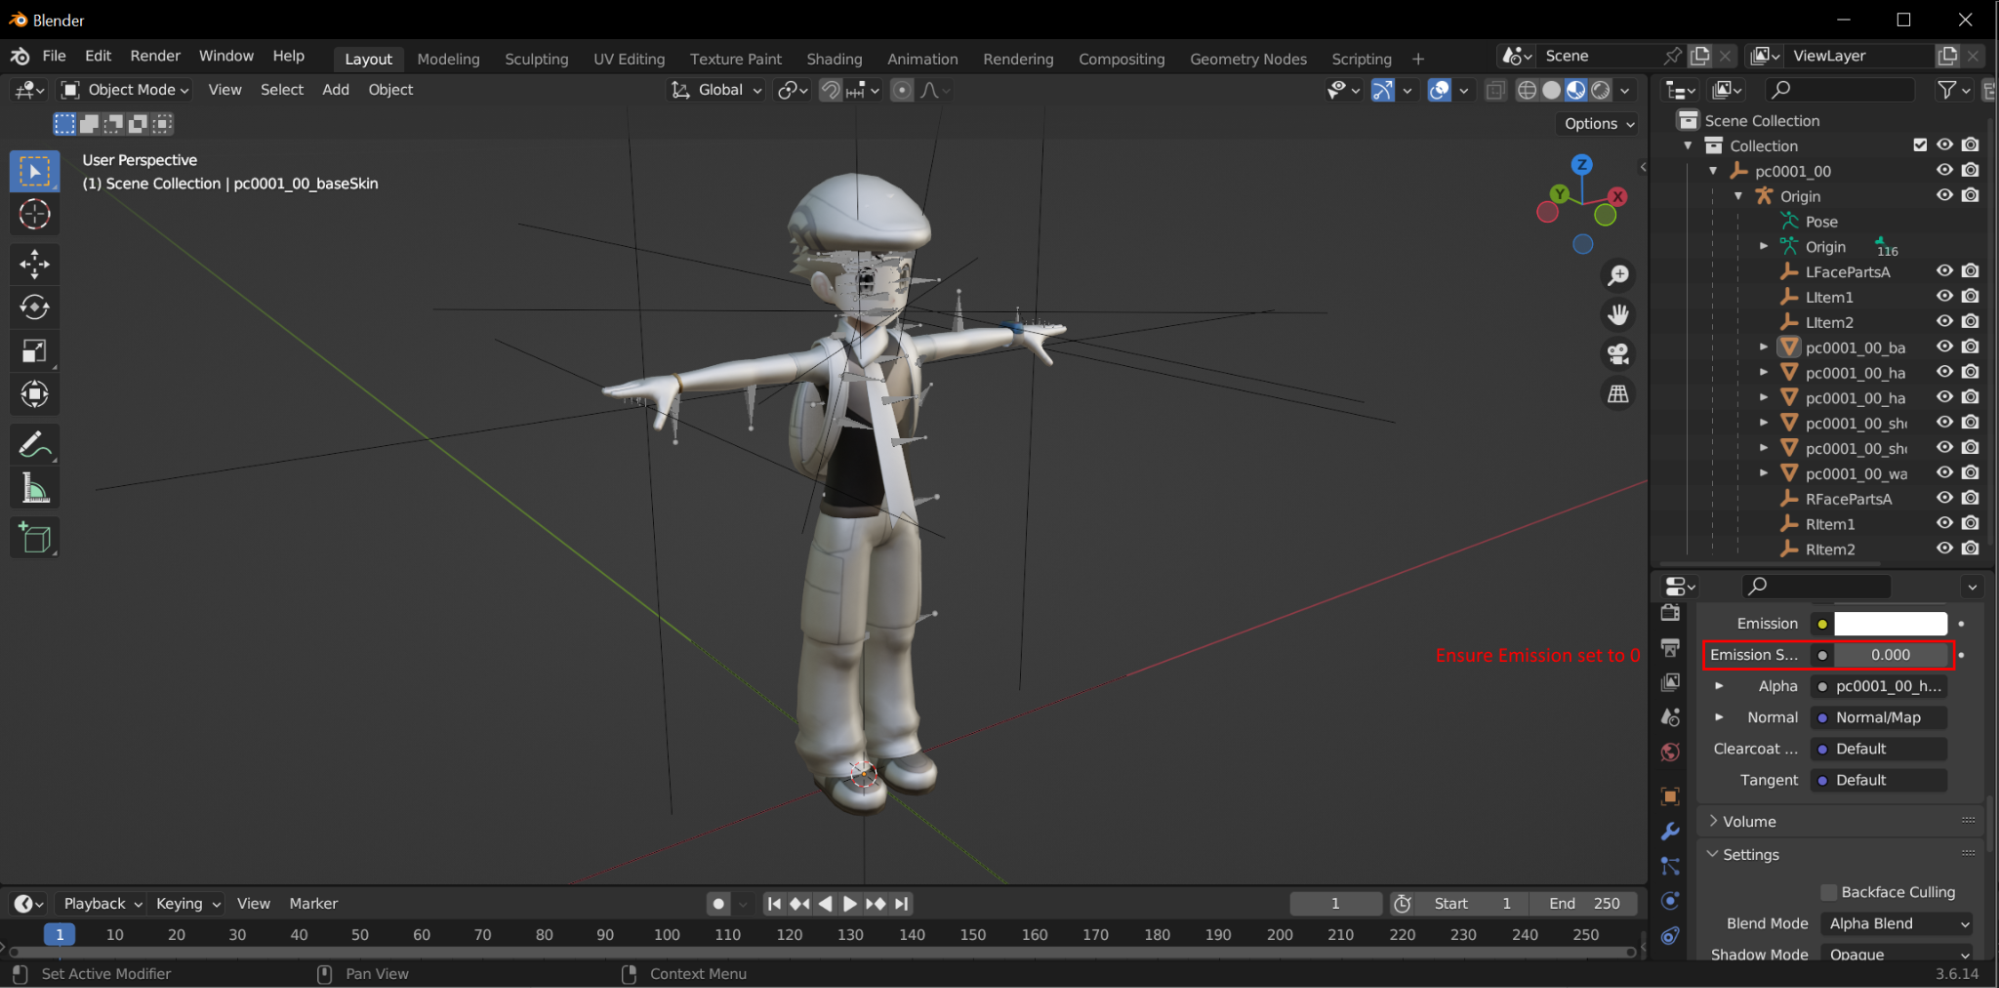 Blender
File Edit Render Window Help Layout Modeling Sculpting UV Editing Texture Paint Shading Animation Rendering Compositing Geometry Nodes Scripting + Scene ViewLayer
Object Mode View Select Add Object Global
Options
User Perspective
(1) Scene Collection | pc0001_00_baseSkin
Z
Y
X
Scene Collection
Collection
pc0001_00
Origin
Pose
Origin 116
LFacePartsA
LItem1
LItem2
pc0001_00_ba
pc0001_00_ha
pc0001_00_ha
pc0001_00_sho
pc0001_00_sho
pc0001_00_wa
RFacePartsA
RItem1
RItem2
Emission
Ensure Emission set to 0
Emission S... 0.000
Alpha pc0001_00_h...
Normal Normal/Map
Clearcoat ... Default
Tangent Default
Volume
Settings
Backface Culling
Blend Mode Alpha Blend
Shadow Mode Opaque
Playback Keying View Marker 1 Start 1 End 250
1 10 20 30 40 50 60 70 80 90 100 110 120 130 140 150 160 170 180 190 200 210 220 230 240 250
Set Active Modifier Pan View Context Menu 3.6.14